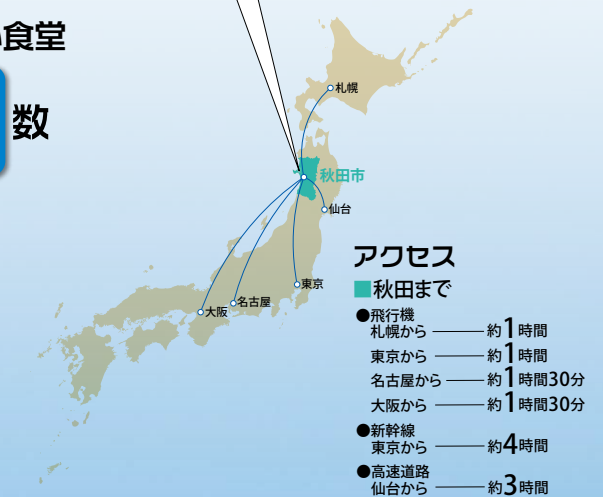 食堂
数
札幌
秋田市
仙台
東京
名古屋
大阪
アクセス
■秋田まで
●飛行機
札幌から 約1時間
東京から 約1時間
名古屋から 約1時間30分
大阪から 約1時間30分
●新幹線
東京から 約4時間
●高速道路
仙台から 約3時間